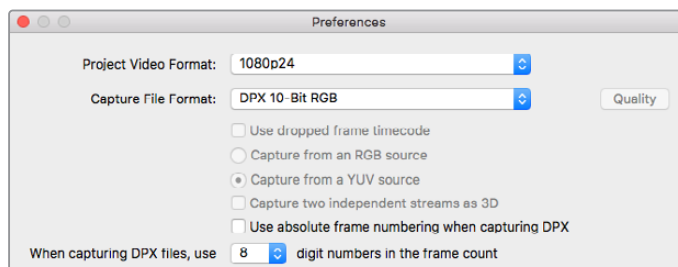 Preferences
Project Video Format: 1080p24
Capture File Format: DPX 10-Bit RGB Quality
Use dropped frame timecode
Capture from an RGB source
Capture from a YUV source
Capture two independent streams as 3D
Use absolute frame numbering when capturing DPX
When capturing DPX files, use 8 digit numbers in the frame count